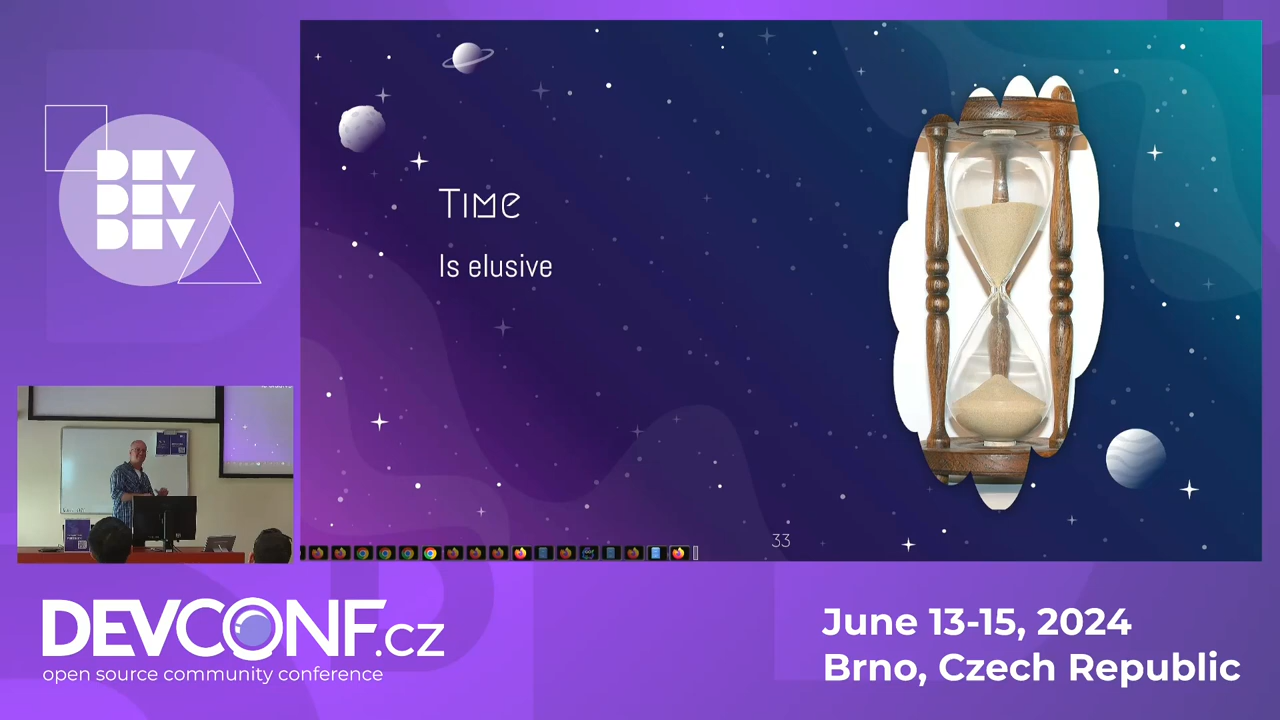 DEV
DEV
DEV
Time
Is elusive
33
DEVCONF.cz
open source community conference
June 13-15, 2024
Brno, Czech Republic